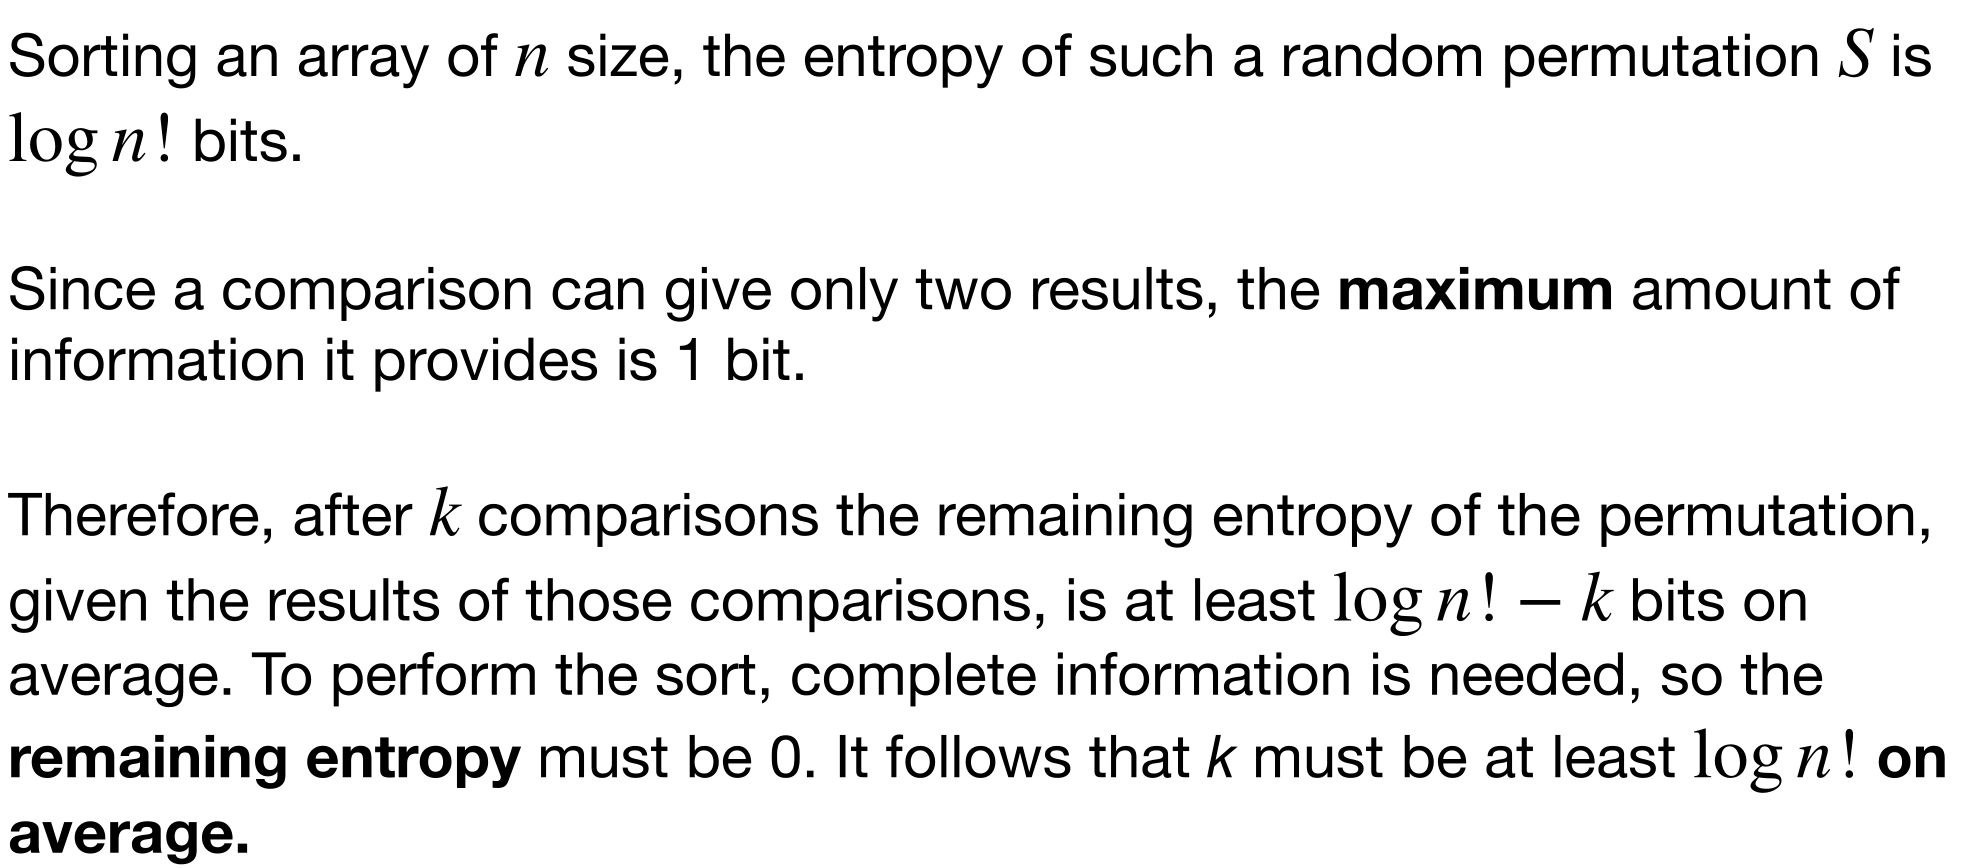 Sorting an array of n size, the entropy of such a random permutation S is
log n! bits.
Since a comparison can give only two results, the maximum amount of
information it provides is 1 bit.
Therefore, after k comparisons the remaining entropy of the permutation,
given the results of those comparisons, is at least log n! – k bits on
average. To perform the sort, complete information is needed, so the
remaining entropy must be 0. It follows that k must be at least log n! on
average.